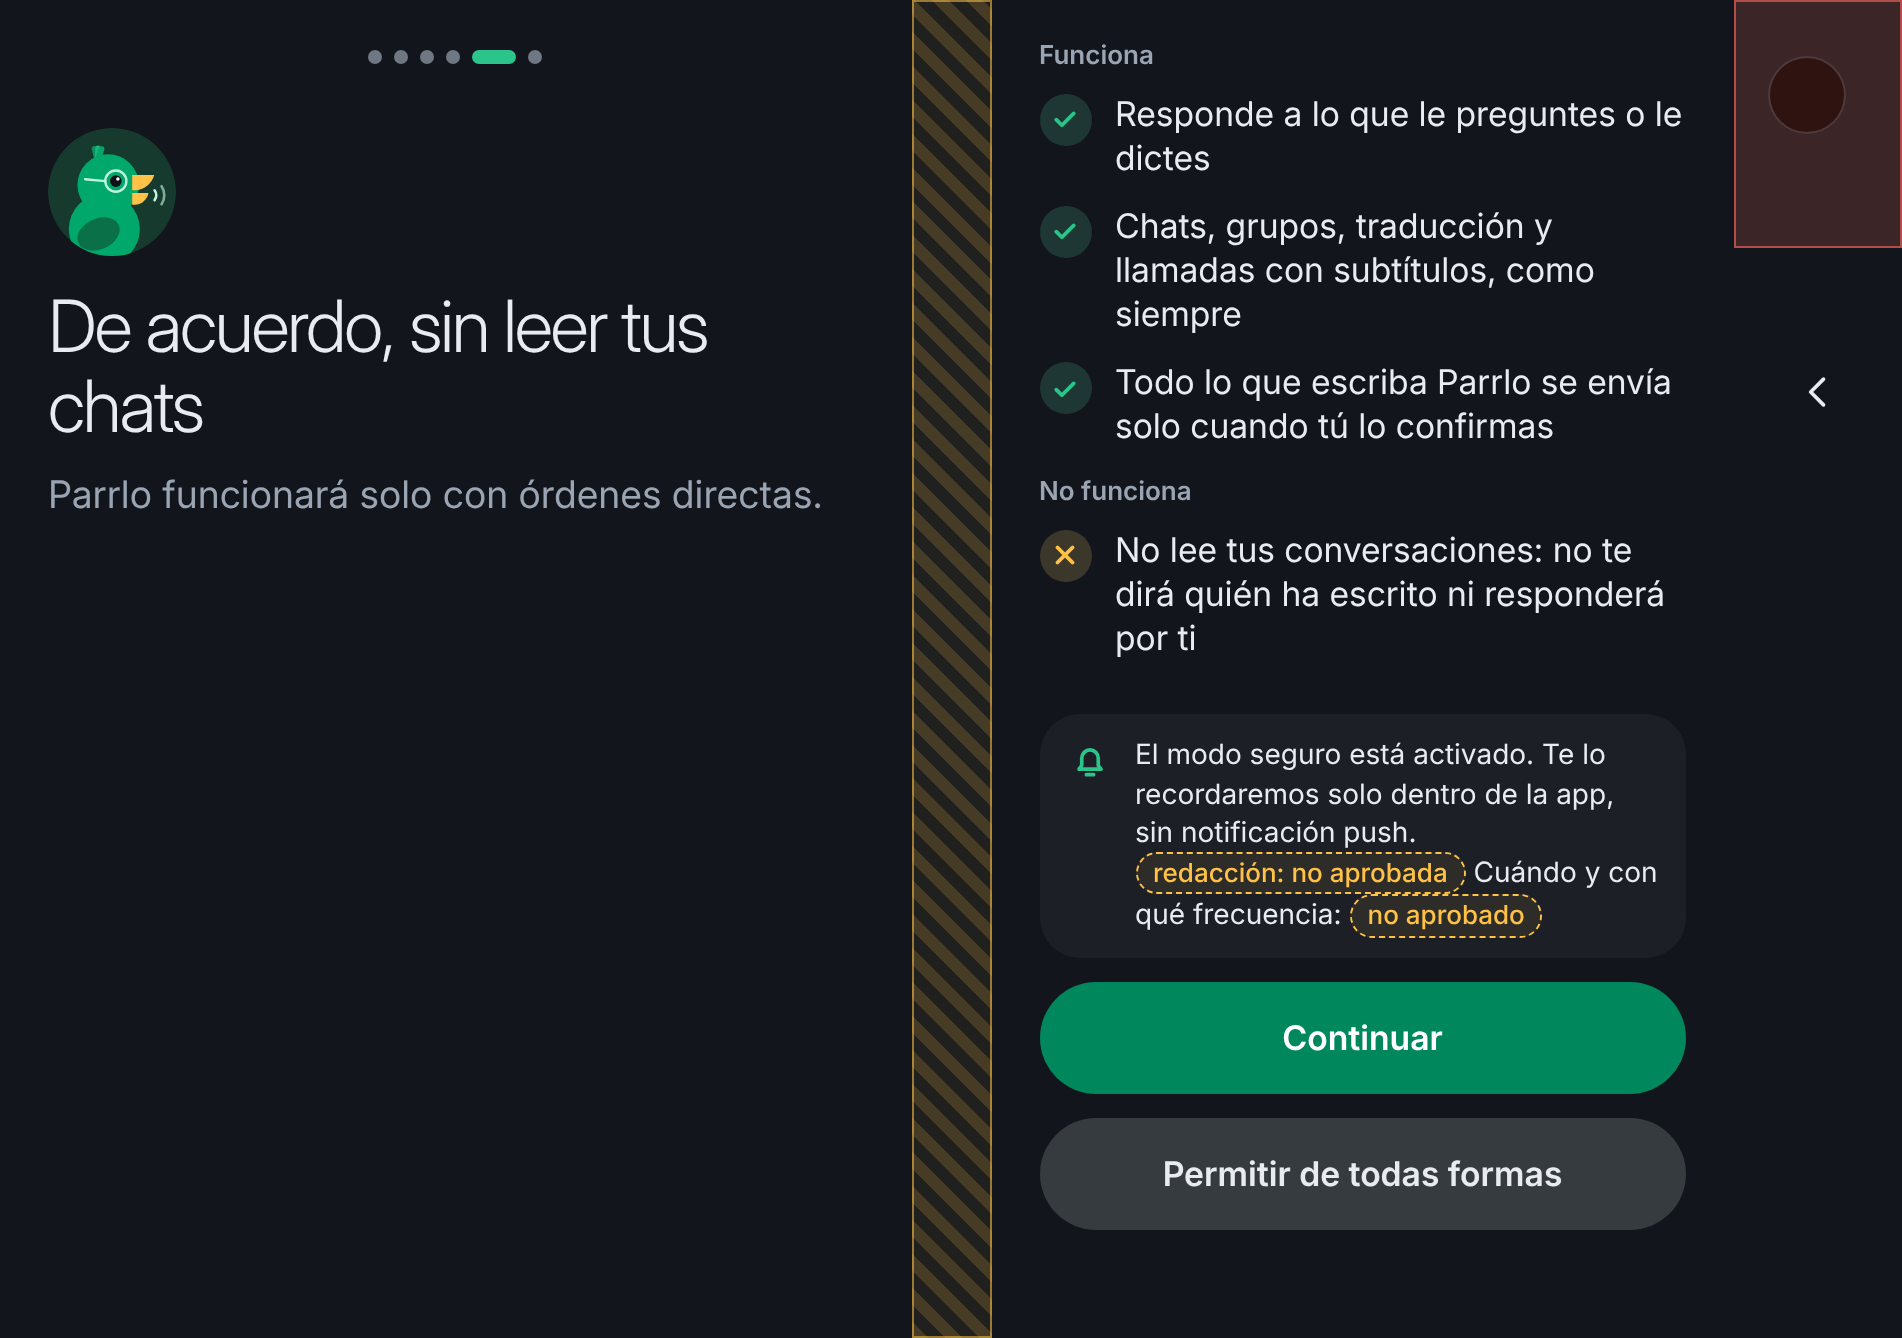 De acuerdo, sin leer tus
chats
Parrlo funcionará solo con órdenes directas.
Funciona
Responde a lo que le preguntes o le
dictes
Chats, grupos, traducción y
llamadas con subtítulos, como
siempre
Todo lo que escriba Parrlo se envía
solo cuando tú lo confirmas
No funciona
No lee tus conversaciones: no te
dirá quién ha escrito ni responderá
por ti
El modo seguro está activado. Te lo
recordaremos solo dentro de la app,
sin notificación push.
redacción: no aprobada Cuándo y con
qué frecuencia: no aprobado
Continuar
Permitir de todas formas